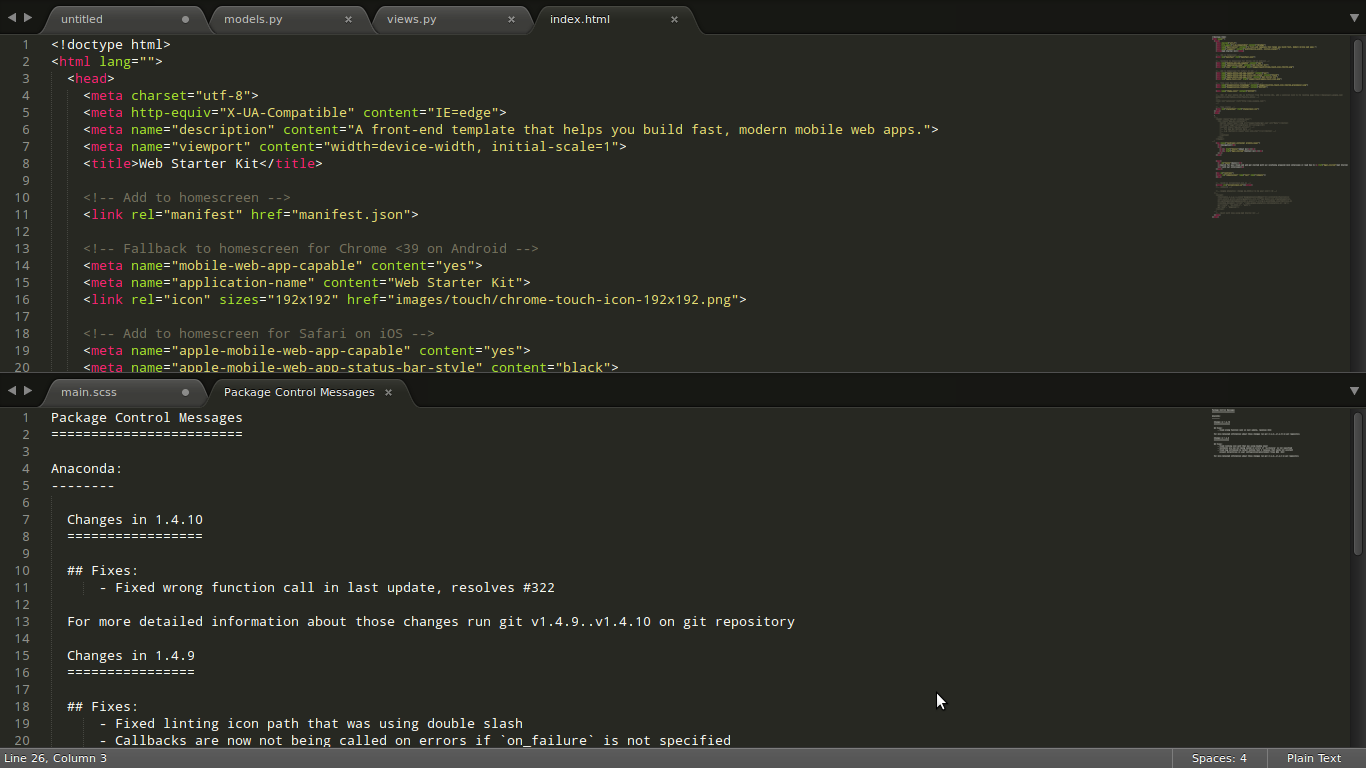 untitled models.py views.py index.html
1 <!doctype html>
2 <html lang="">
3 <head>
4 <meta charset="utf-8">
5 <meta http-equiv="X-UA-Compatible" content="IE=edge">
6 <meta name="description" content="A front-end template that helps you build fast, modern mobile web apps.">
7 <meta name="viewport" content="width=device-width, initial-scale=1">
8 <title>Web Starter Kit</title>
9
10 <!-- Add to homescreen -->
11 <link rel="manifest" href="manifest.json">
12
13 <!-- Fallback to homescreen for Chrome <39 on Android -->
14 <meta name="mobile-web-app-capable" content="yes">
15 <meta name="application-name" content="Web Starter Kit">
16 <link rel="icon" sizes="192x192" href="images/touch/chrome-touch-icon-192x192.png">
17
18 <!-- Add to homescreen for Safari on iOS -->
19 <meta name="apple-mobile-web-app-capable" content="yes">
20 <meta name="apple-mobile-web-app-status-bar-style" content="black">
main.scss Package Control Messages
1 Package Control Messages
2 ========================
3
4 Anaconda:
5 --------
6
7 Changes in 1.4.10
8 =================
9
10 ## Fixes:
11 - Fixed wrong function call in last update, resolves #322
12
13 For more detailed information about those changes run git v1.4.9..v1.4.10 on git repository
14
15 Changes in 1.4.9
16 ================
17
18 ## Fixes:
19 - Fixed linting icon path that was using double slash
20 - Callbacks are now not being called on errors if `on_failure` is not specified
Line 26, Column 3 Spaces: 4 Plain Text